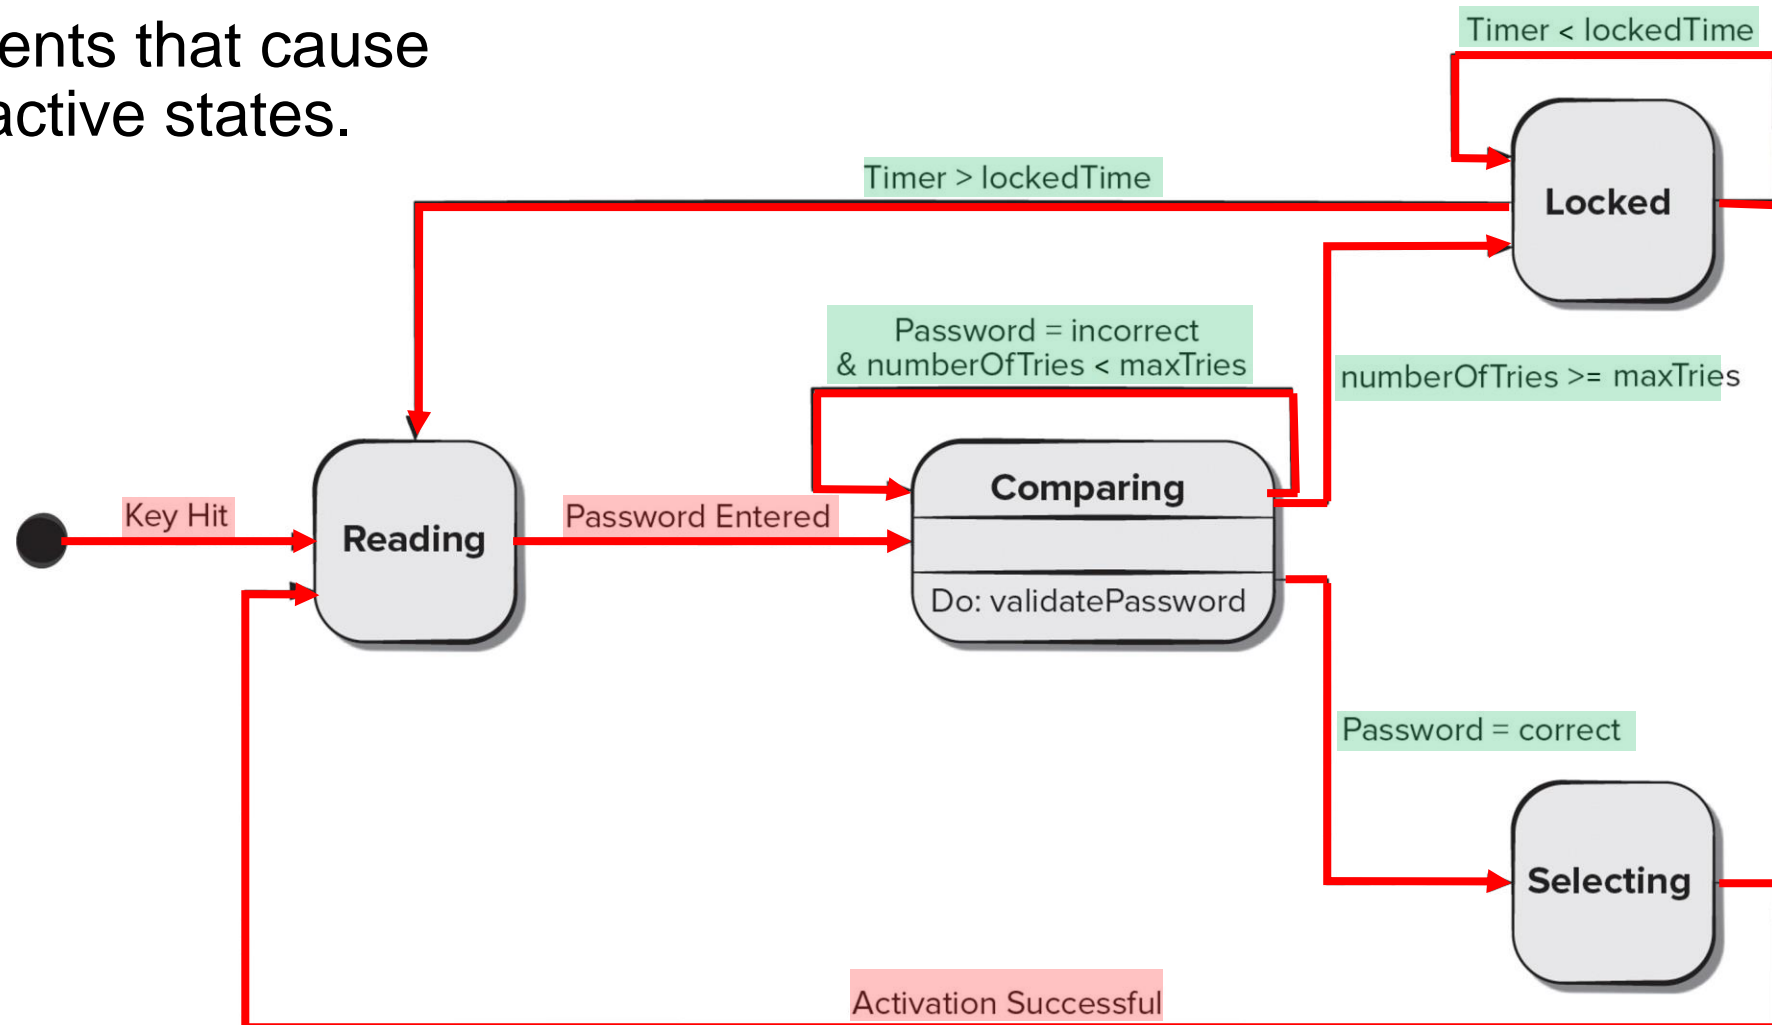 ents that cause
active states.
Timer < lockedTime
Timer > lockedTime
Locked
Password = incorrect
& numberOfTries < maxTries
numberOfTries >= maxTries
Key Hit
Reading
Password Entered
Comparing
Do: validatePassword
Password = correct
Selecting
Activation Successful